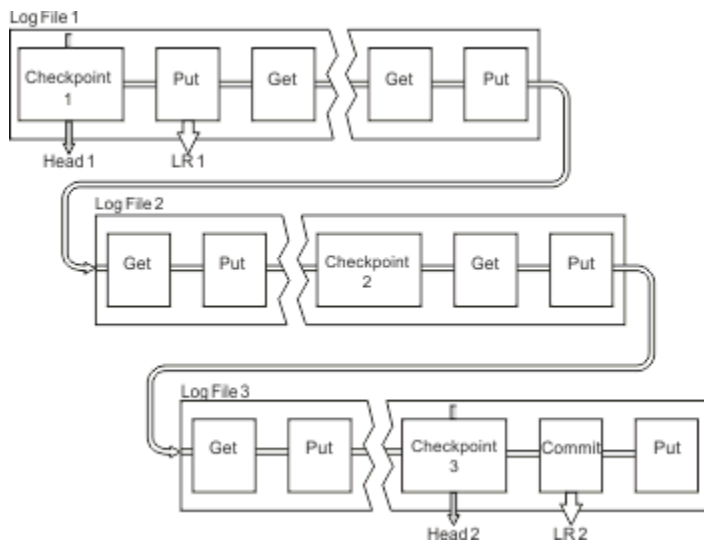 Log File 1
Checkpoint
1
Put
Get
Get
Put
Head 1
LR 1
Log File 2
Get
Put
Checkpoint
2
Get
Put
Log File 3
Get
Put
Checkpoint
3
Commit
Put
Head 2
LR 2